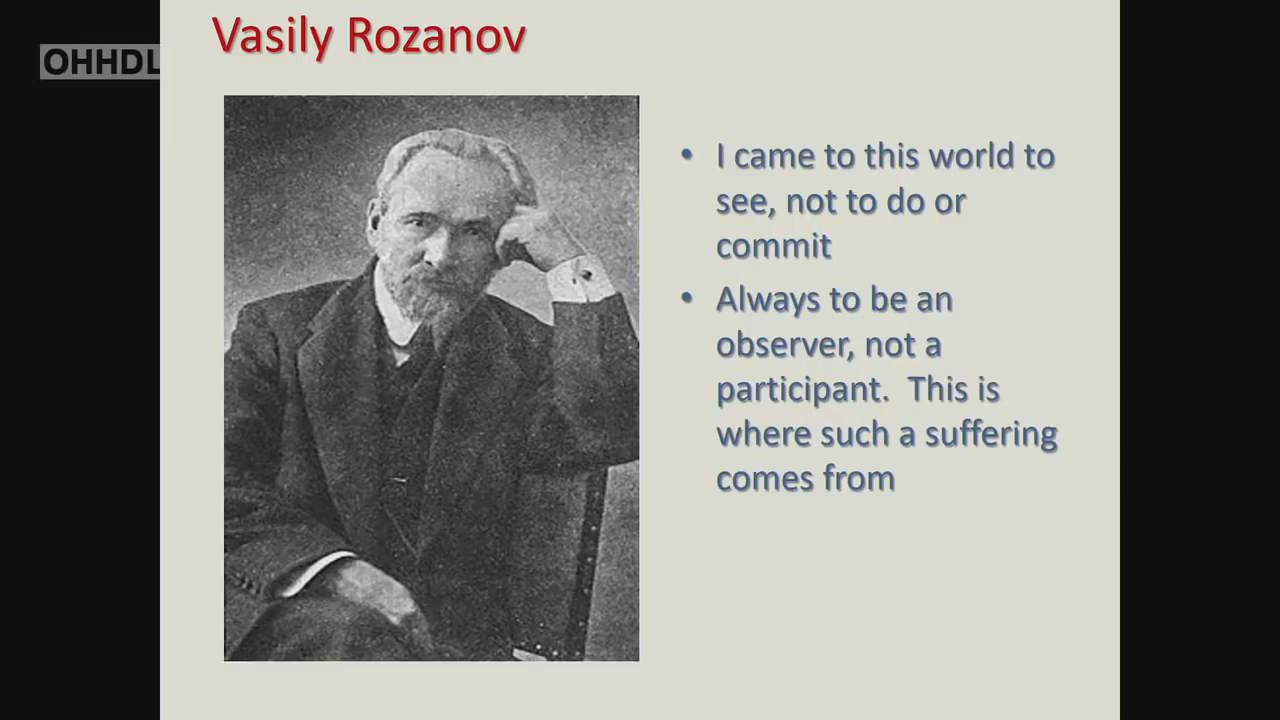 Vasily Rozanov
OHHDL
• I came to this world to
see, not to do or
commit
• Always to be an
observer, not a
participant.  This is
where such a suffering
comes from